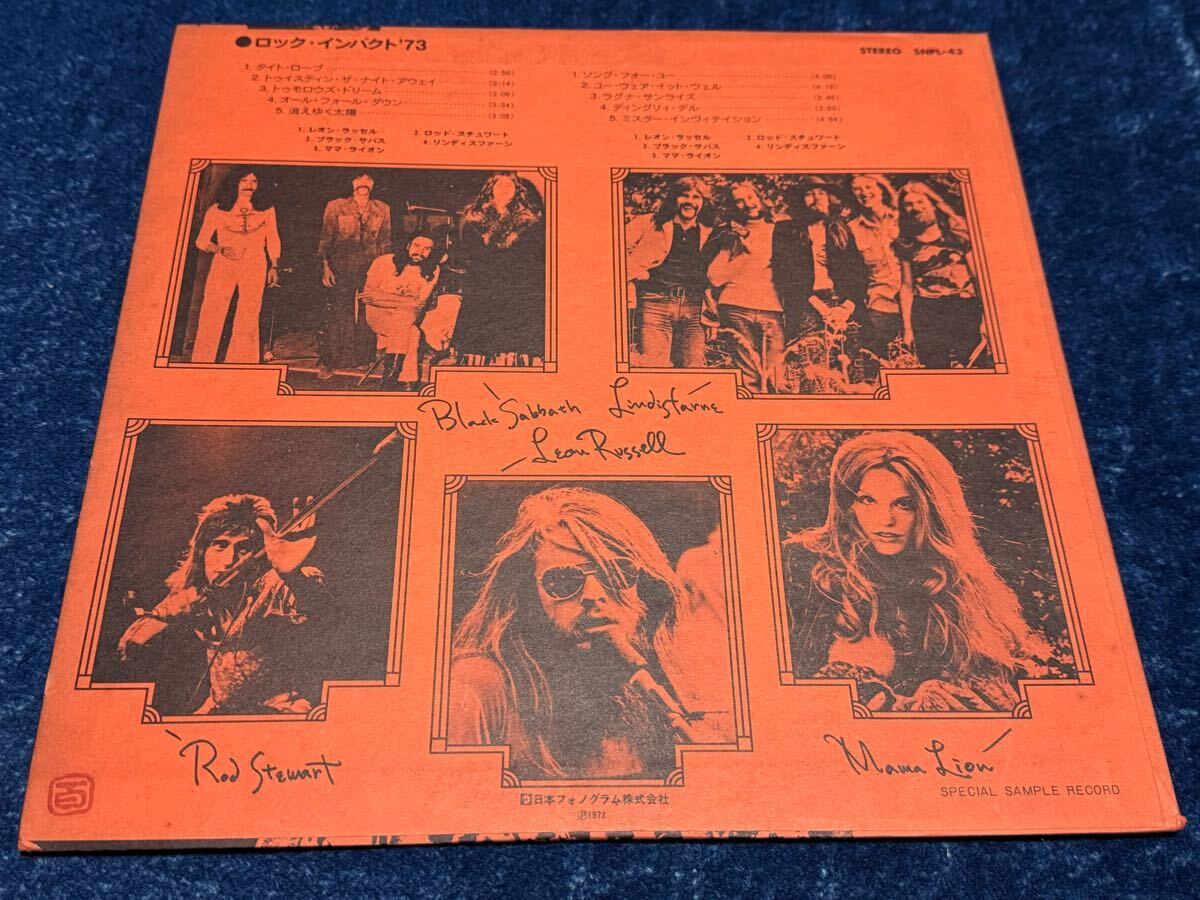 ●ロック・インパクト'73
STEREO SNPL-43
1. タイト・ロープ (2:56)
2. トゥイスティン・ザ・ナイト・アウェイ (3:14)
3. トゥモロウズ・ドリーム (3:06)
4. オール・フォール・ダウン (3:34)
5. 消えゆく太陽 (3:03)
1. レオン・ラッセル 2. ロッド・スチュワート
3. ブラック・サバス 4. リンディスファーン
5. ママ・ライオン
1. ソング・フォー・ユー (4:06)
2. ユー・ウェア・イット・ウェル (4:19)
3. ラグナ・サンライズ (2:46)
4. ディングリィ・デル (3:59)
5. ミスター・インヴィテイション (4:54)
1. レオン・ラッセル 2. ロッド・スチュワート
3. ブラック・サバス 4. リンディスファーン
5. ママ・ライオン
Black Sabbath Lindisfarne
Leon Russell
Rod Stewart
Mama Lion
日本フォノグラム株式会社
Ⓟ1972
SPECIAL SAMPLE RECORD